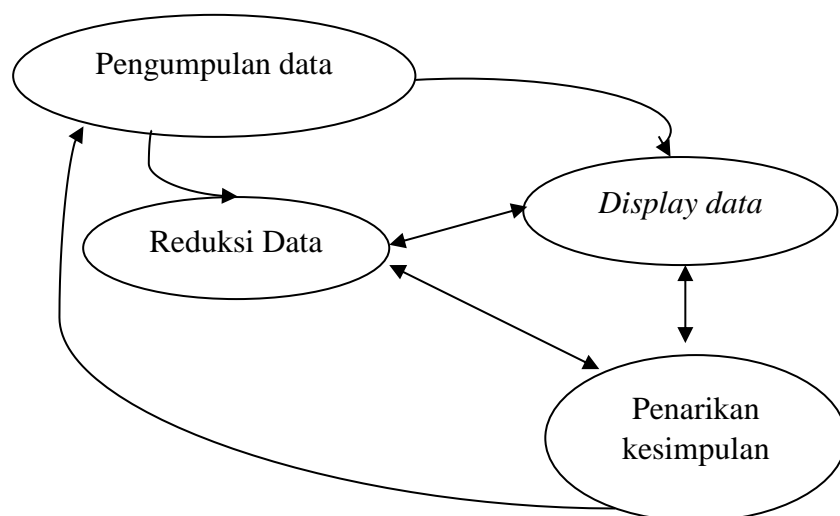 Pengumpulan data
Display data
Reduksi Data
Penarikan
kesimpulan